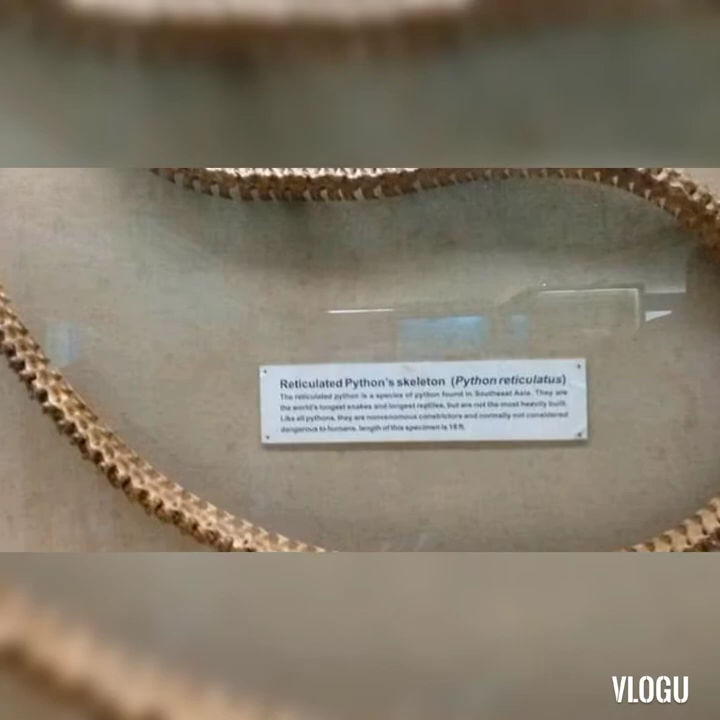 Reticulated Python's skeleton (Python reticulatus)
The reticulated python is a species of python found in Southeast Asia. They are
the world's longest snakes and longest reptiles, but are not the most heavily built.
Like all pythons, they are nonvenomous constrictors and normally not considered
dangerous to humans. length of this specimen is 18 ft.
VLOGU